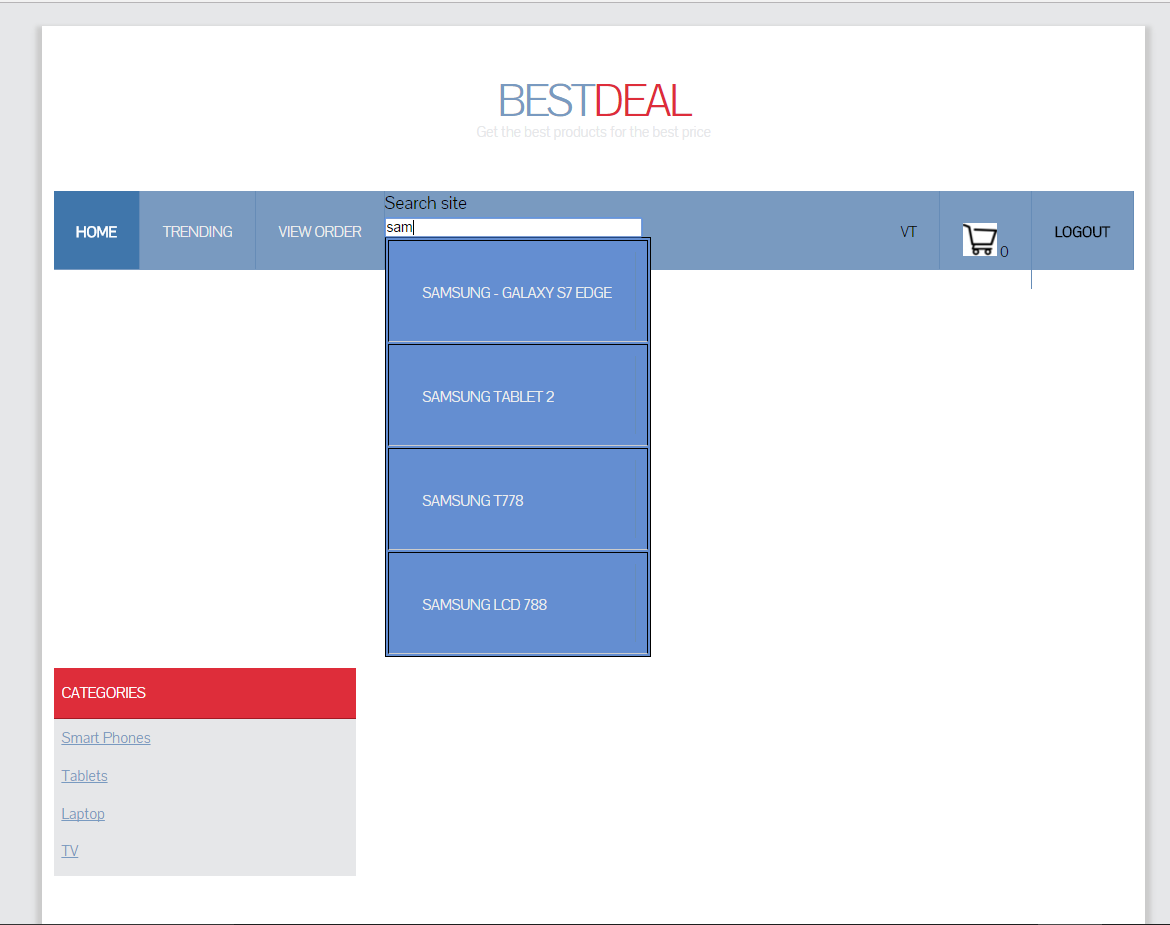 BESTDEAL
Get the best products for the best price
HOME
TRENDING
VIEW ORDER
Search site
sam
VT
0
LOGOUT
SAMSUNG - GALAXY S7 EDGE
SAMSUNG TABLET 2
SAMSUNG T778
SAMSUNG LCD 788
CATEGORIES
Smart Phones
Tablets
Laptop
TV